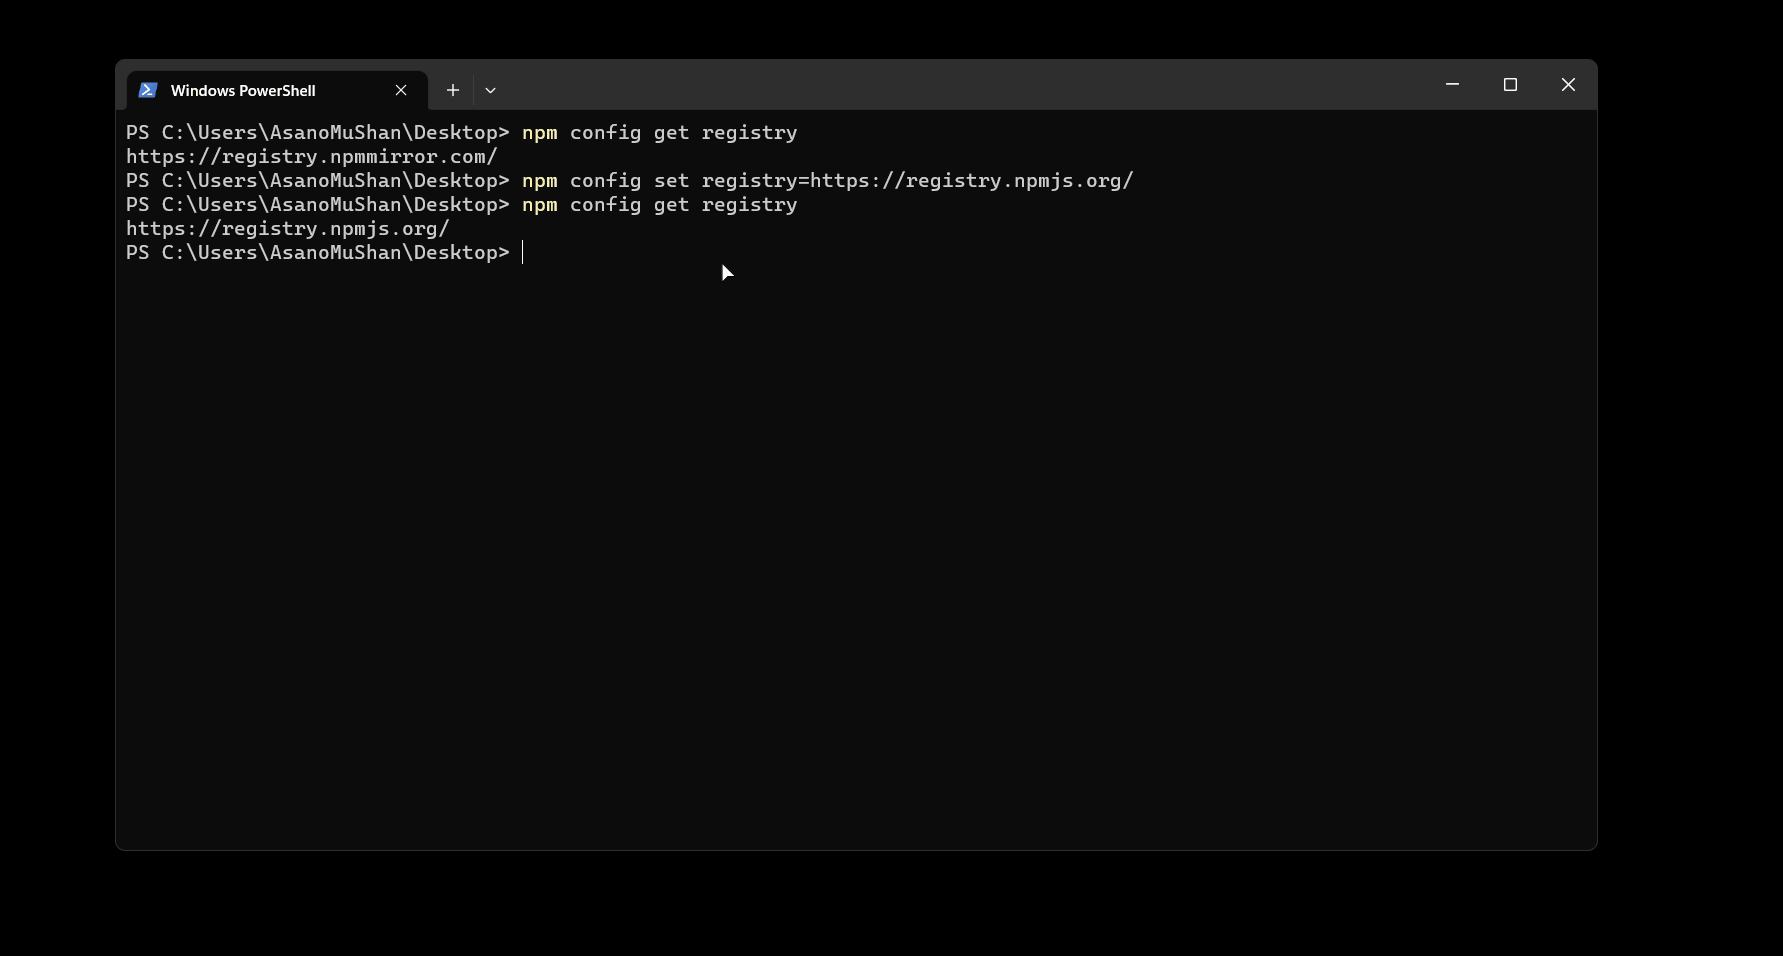 Windows PowerShell
PS C:\Users\AsanoMuShan\Desktop> npm config get registry
https://registry.npmmirror.com/
PS C:\Users\AsanoMuShan\Desktop> npm config set registry=https://registry.npmjs.org/
PS C:\Users\AsanoMuShan\Desktop> npm config get registry
https://registry.npmjs.org/
PS C:\Users\AsanoMuShan\Desktop>